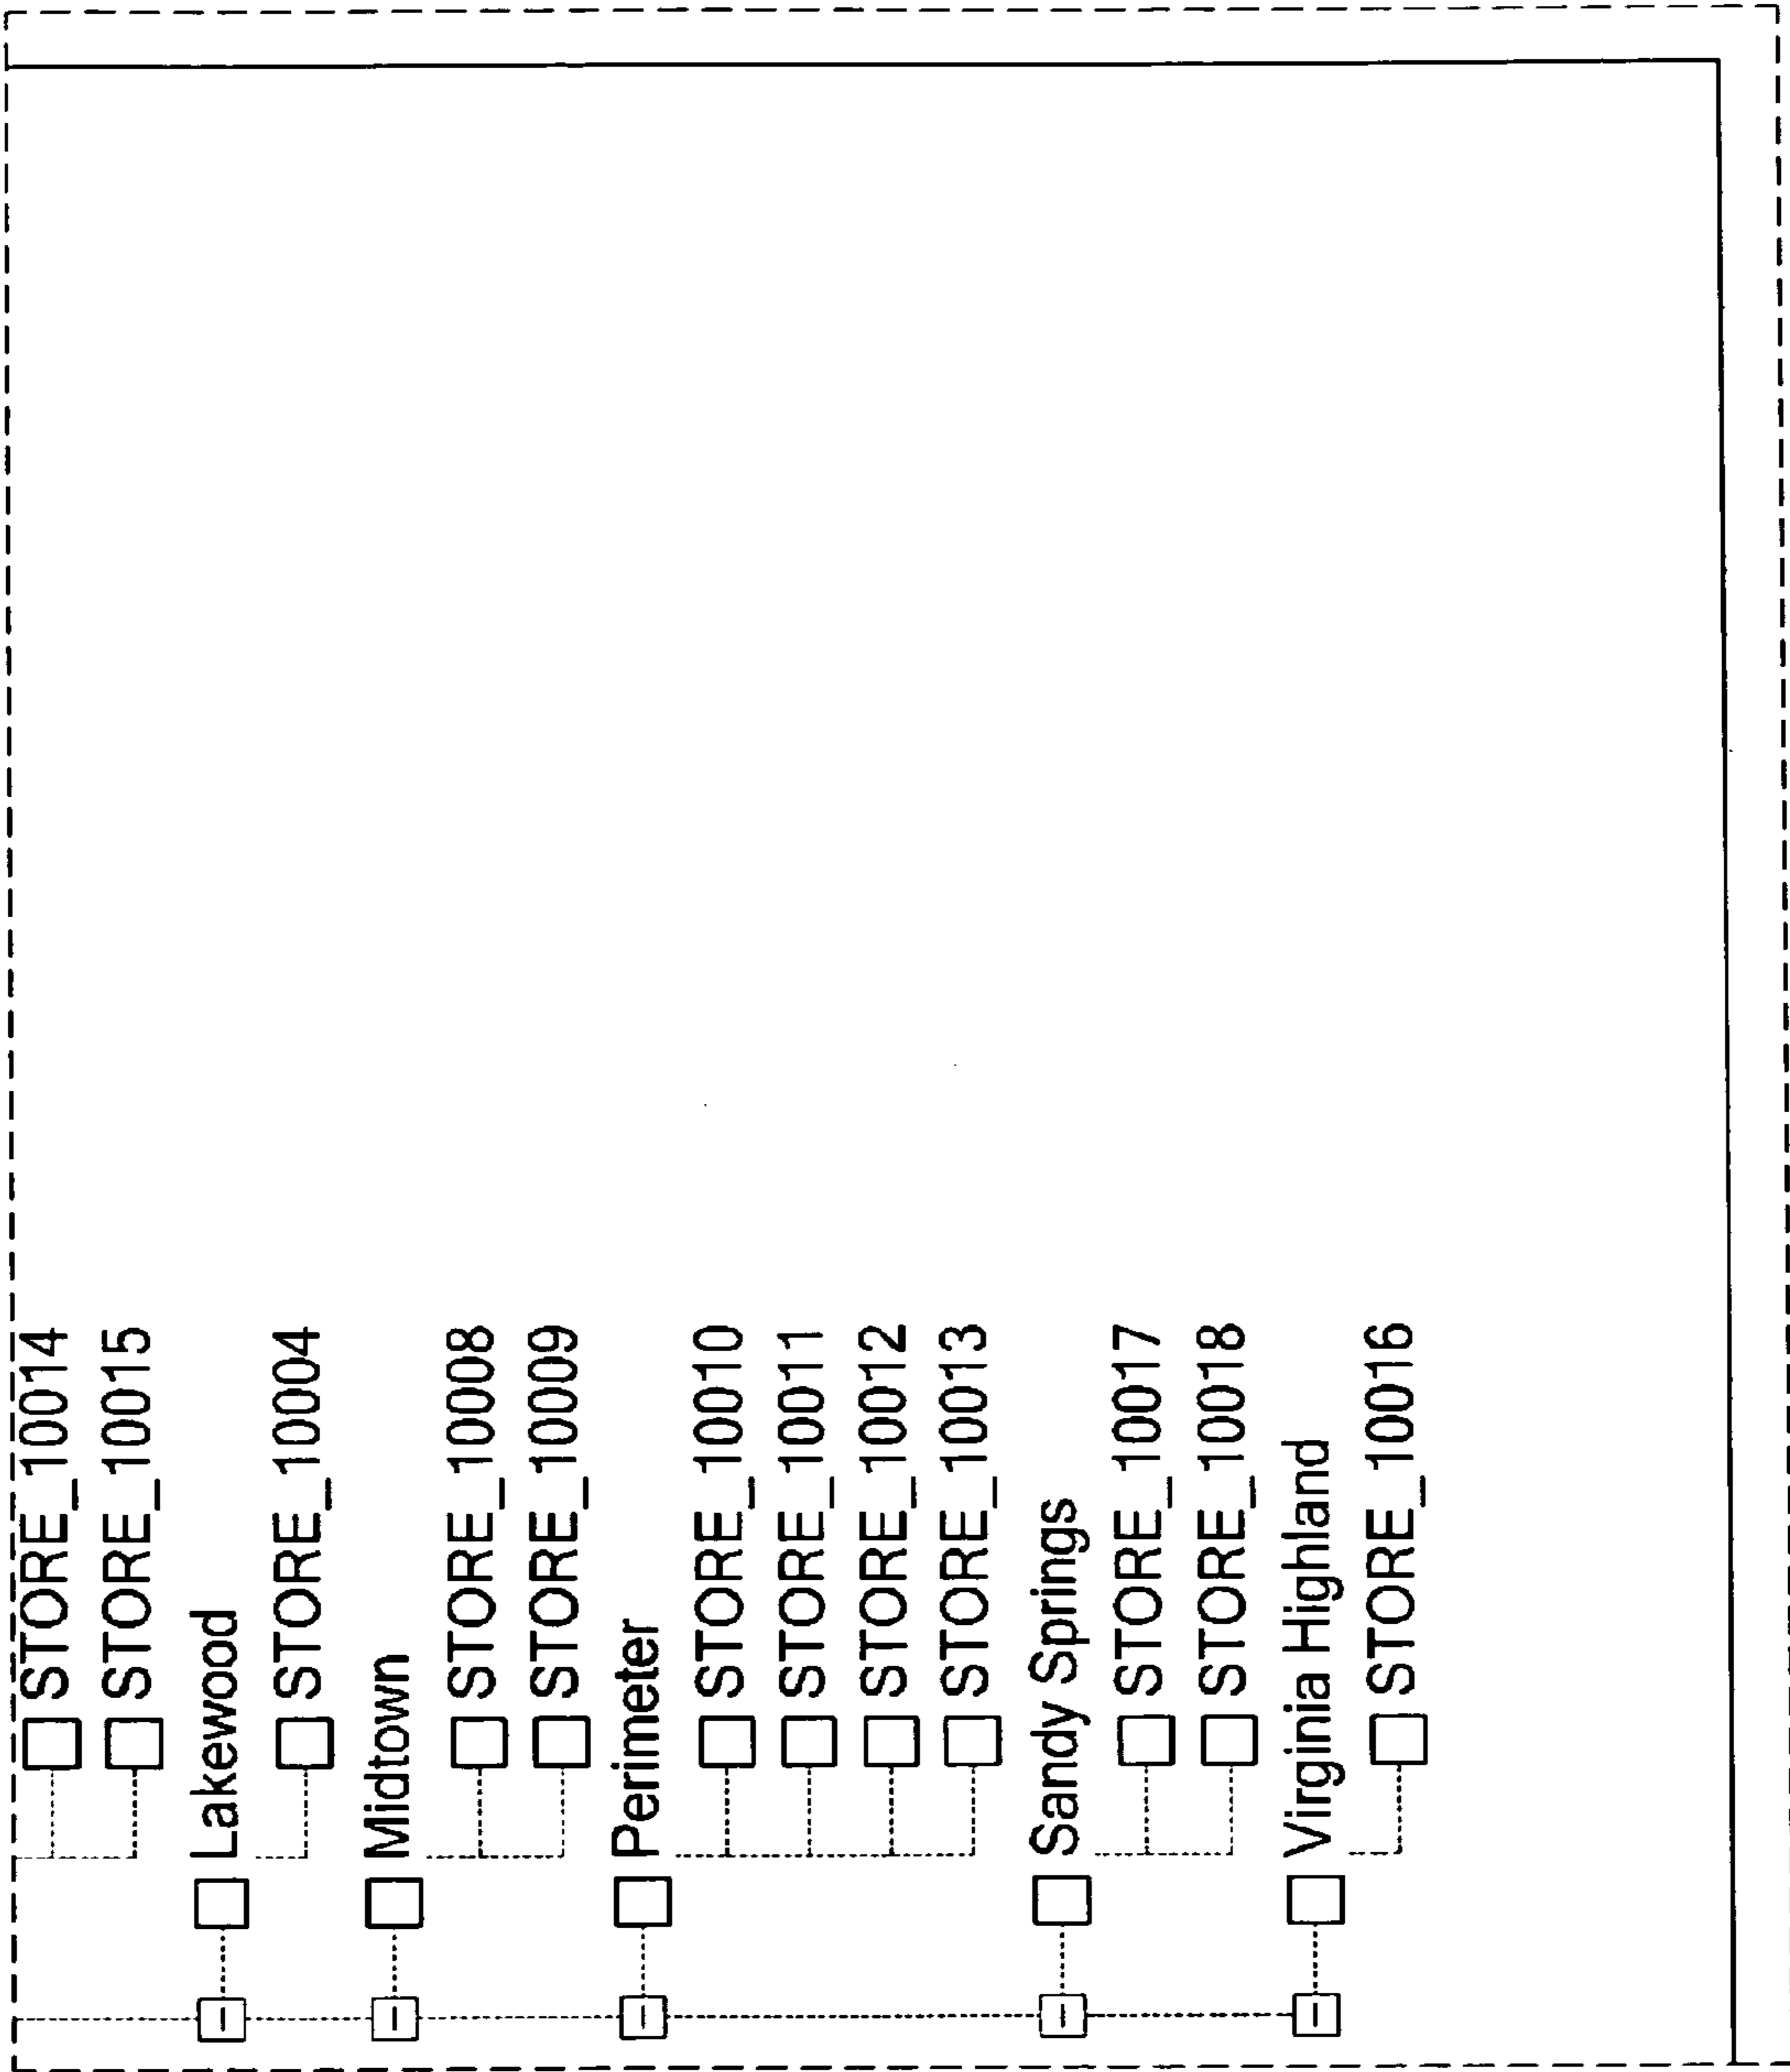 STORE_10014
STORE_10015
Lakewood
STORE_10004
Midtown
STORE_10008
STORE_10009
Perimeter
STORE_10010
STORE_10011
STORE_10012
STORE_10013
Sandy Springs
STORE_10017
STORE_10018
Virginia Highland
STORE_10016